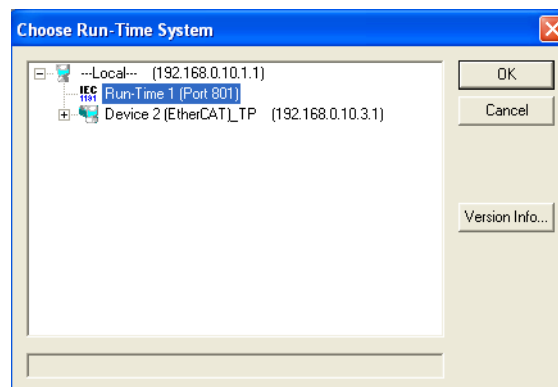 Choose Run-Time System
---Local--- (192.168.0.10.1.1)
OK
IEC 1131 Run-Time 1 (Port 801)
Device 2 (EtherCAT)_TP (192.168.0.10.3.1)
Cancel
Version Info...